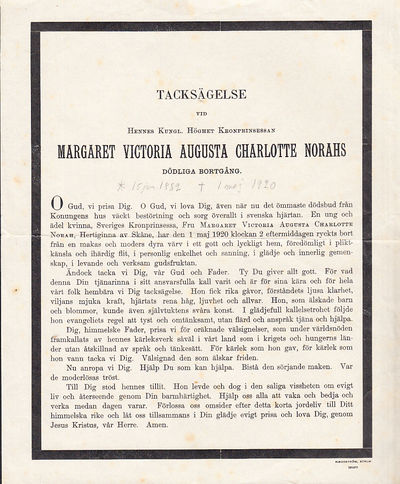 TACKSÄGELSE
VID
HENNES KUNGL. HÖGHET KRONPRINSESSAN
MARGARET VICTORIA AUGUSTA CHARLOTTE NORAHS
DÖDLIGA BORTGÅNG.
* 15 jan 1882 † 1 maj 1920
O Gud, vi prisa Dig. O Gud, vi lova Dig, även när nu det ömmaste dödsbud från
Konungens hus väckt bestörtning och sorg överallt i svenska hjärtan. En ung och
ädel kvinna, Sveriges Kronprinsessa, Fru MARGARET VICTORIA AUGUSTA CHARLOTTE
NORAH, Hertiginna av Skåne, har den 1 maj 1920 klockan 2 eftermiddagen ryckts bort
från en makas och moders dyra värv i ett gott och lyckligt hem, föredömligt i plikt-
känsla och ihärdig flit, i personlig enkelhet och sanning, i glädje och innerlig gemen-
skap, i levande och verksam gudsfruktan.
Ändock tacka vi Dig, vår Gud och Fader. Ty Du giver allt gott. För vad
denna Din tjänarinna i sitt ansvarsfulla kall varit och är för sina kära och för hela
vårt folk hembära vi Dig tacksägelse. Hon fick rika gåvor, förståndets ljusa klarhet,
viljans mjuka kraft, hjärtats rena håg, ljuvhet och allvar. Hon, som älskade barn
och blommor, kunde även självtuktens svåra konst. I glädjefull kallelsetrohet följde
hon evangeliets regel att tyst och omtänksamt, utan färd och anspråk tjäna och hjälpa.
Dig, himmelske Fader, prisa vi för oräknade välsignelser, som under världsnöden
framkallats av hennes kärleksverk såväl i vårt land som i krigets och hungerns län-
der utan åtskillnad av språk och tänkesätt. För kärlek som hon gav, för kärlek som
hon vann tacka vi Dig. Välsignad den som älskar friden.
Nu anropa vi Dig. Hjälp Du som kan hjälpa. Bistå den sörjande maken. Var
de moderlösas tröst.
Till Dig stod hennes tillit. Hon levde och dog i den saliga vissheten om evigt
liv och återseende genom Din barmhärtighet. Hjälp oss alla att vaka och bedja och
verka medan dagen varar. Förlossa oss omsider efter detta korta jordeliv till Ditt
himmelska rike och låt oss tillsammans i Din glädje evigt prisa och lova Dig, genom
Jesus Kristus, vår Herre. Amen.